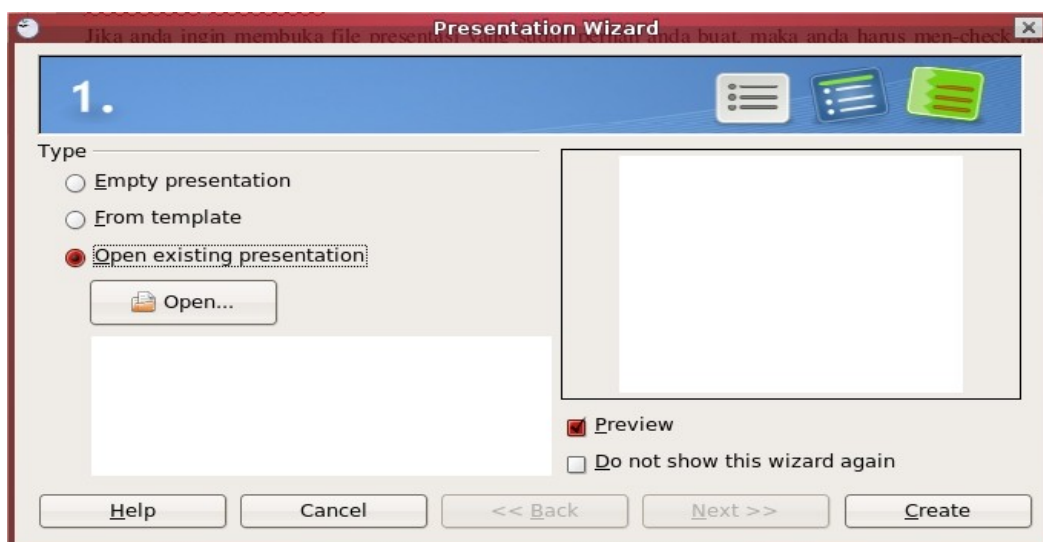 Presentation Wizard
Jika anda ingin membuka file presentasi yang sudah pernah anda buat, maka anda harus men-check
1.
Type
Empty presentation
From template
Open existing presentation
Open...
Preview
Do not show this wizard again
Help
Cancel
<< Back
Next >>
Create